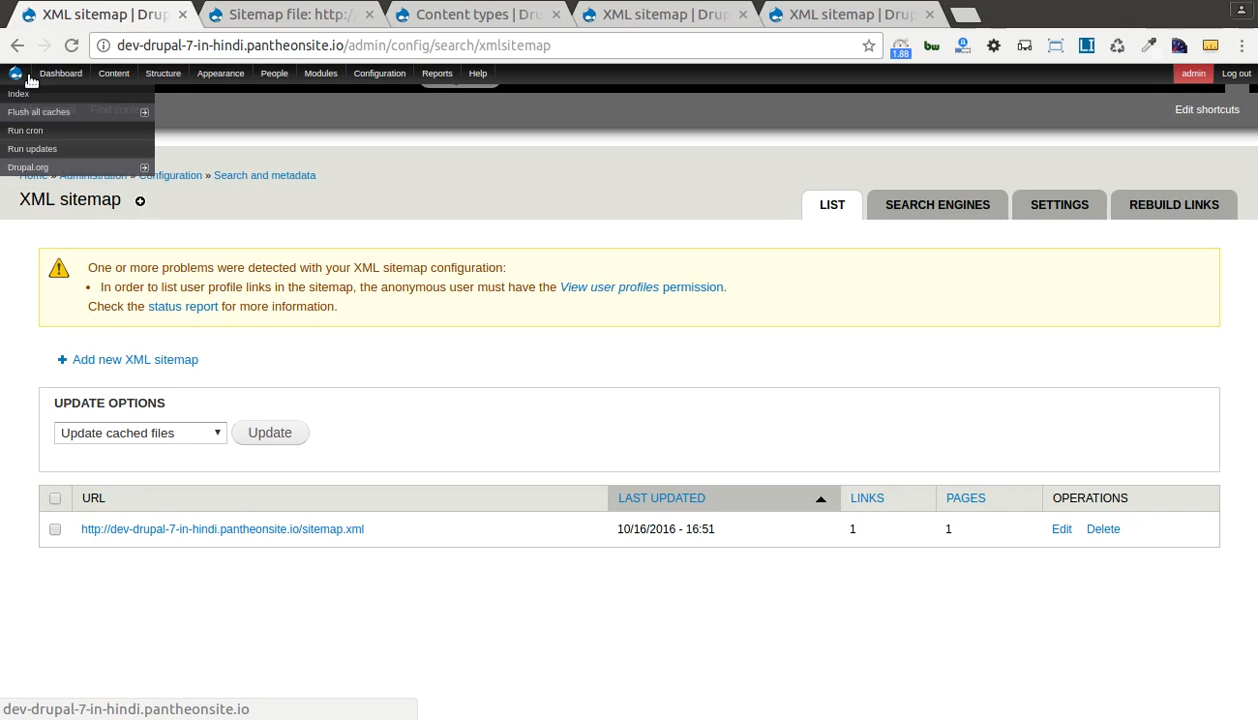 XML sitemap | Drup
Sitemap file: http:/
Content types | Dru
XML sitemap | Drup
XML sitemap | Drup
dev-drupal-7-in-hindi.pantheonsite.io/admin/config/search/xmlsitemap
1.88
bw
LI
Dashboard Content Structure Appearance People Modules Configuration Reports Help admin Log out
Index
Flush all caches
Run cron
Run updates
Drupal.org
Edit shortcuts
Home » Administration » Configuration » Search and metadata
XML sitemap
LIST SEARCH ENGINES SETTINGS REBUILD LINKS
One or more problems were detected with your XML sitemap configuration:
• In order to list user profile links in the sitemap, the anonymous user must have the View user profiles permission.
Check the status report for more information.
+ Add new XML sitemap
UPDATE OPTIONS
Update cached files Update
URL LAST UPDATED LINKS PAGES OPERATIONS
http://dev-drupal-7-in-hindi.pantheonsite.io/sitemap.xml 10/16/2016 - 16:51 1 1 Edit Delete
dev-drupal-7-in-hindi.pantheonsite.io